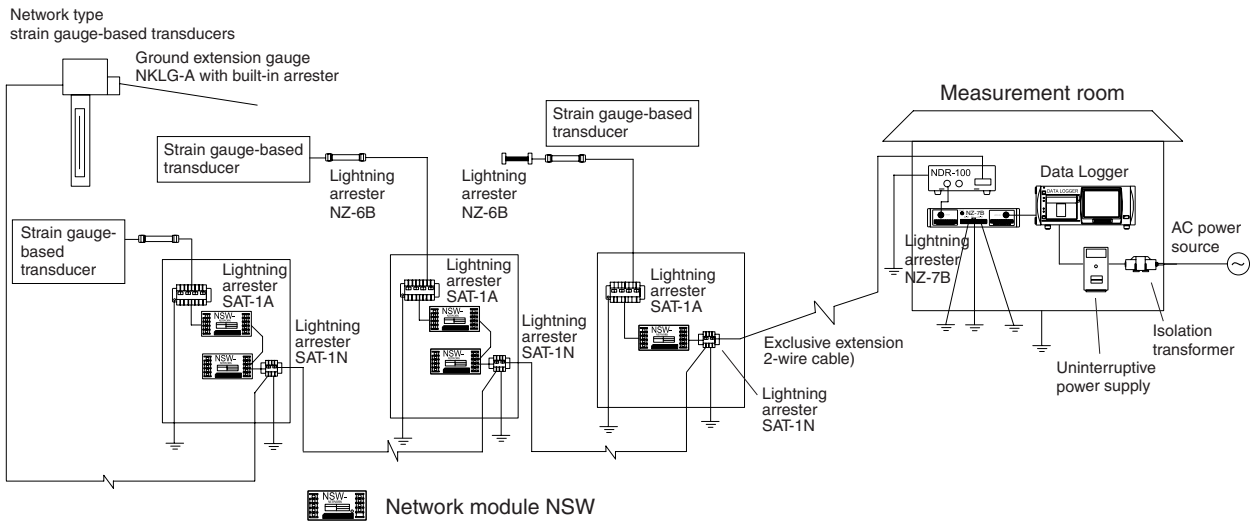 Network type
strain gauge-based transducers
Ground extension gauge
NKLG-A with built-in arrester
Strain gauge-based
transducer
Lightning
arrester
NZ-6B
Strain gauge-based
transducer
Lightning
arrester
NZ-6B
Strain gauge-
based
transducer
Lightning
arrester
SAT-1A
NSW-
NSW-
Lightning
arrester
SAT-1N
Lightning
arrester
SAT-1A
NSW-
NSW-
Lightning
arrester
SAT-1N
Lightning
arrester
SAT-1A
NSW-
Exclusive extension
2-wire cable)
Lightning
arrester
SAT-1N
Measurement room
NDR-100
Data Logger
DATA LOGGER
NZ-7B
Lightning
arrester
NZ-7B
AC power
source
Isolation
transformer
Uninterruptive
power supply
NSW-
Network module NSW